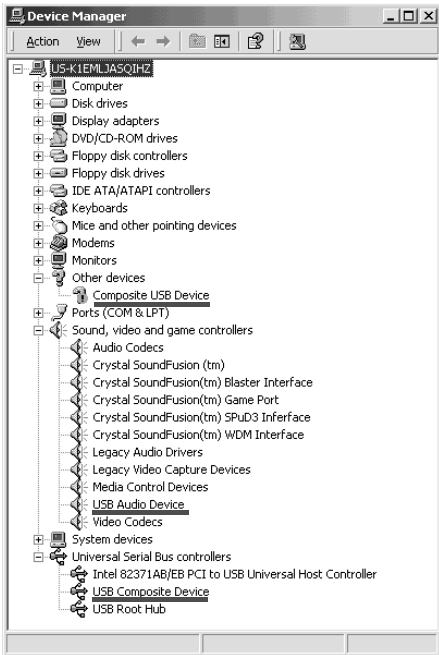 Device Manager
Action View
US-K1EMLJASQIHZ
Computer
Disk drives
Display adapters
DVD/CD-ROM drives
Floppy disk controllers
Floppy disk drives
IDE ATA/ATAPI controllers
Keyboards
Mice and other pointing devices
Modems
Monitors
Other devices
Composite USB Device
Ports (COM & LPT)
Sound, video and game controllers
Audio Codecs
Crystal SoundFusion (tm)
Crystal SoundFusion(tm) Blaster Interface
Crystal SoundFusion(tm) Game Port
Crystal SoundFusion(tm) SPuD3 Inferface
Crystal SoundFusion(tm) WDM Interface
Legacy Audio Drivers
Legacy Video Capture Devices
Media Control Devices
USB Audio Device
Video Codecs
System devices
Universal Serial Bus controllers
Intel 82371AB/EB PCI to USB Universal Host Controller
USB Composite Device
USB Root Hub